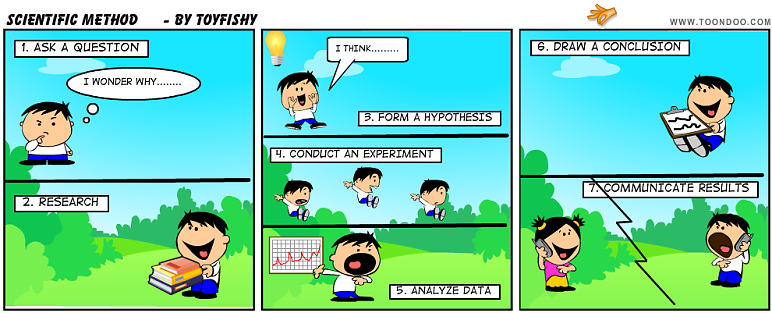 SCIENTIFIC METHOD - BY TOYFISHY
WWW.TOONDOO.COM
1. ASK A QUESTION
I WONDER WHY........
2. RESEARCH
I THINK.........
3. FORM A HYPOTHESIS
4. CONDUCT AN EXPERIMENT
5. ANALYZE DATA
6. DRAW A CONCLUSION
7. COMMUNICATE RESULTS